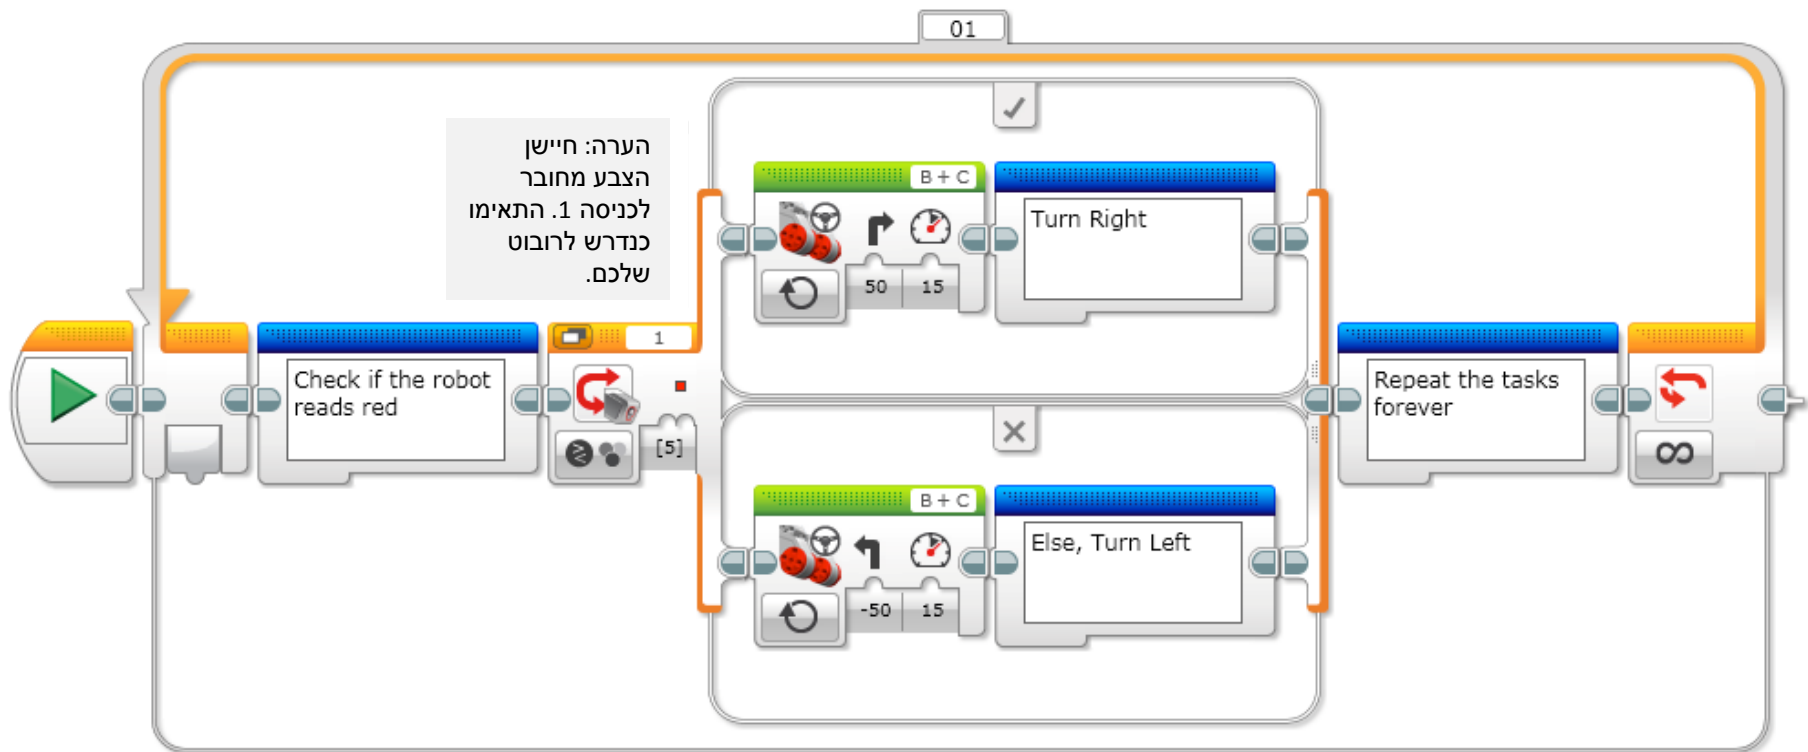 01
הערה: חיישן
הצבע מחובר
לכניסה 1. התאימו
כנדרש לרובוט
שלכם.
B + C
Turn Right
50 15
Check if the robot
reads red
1
[5]
Repeat the tasks
forever
B + C
Else, Turn Left
-50 15